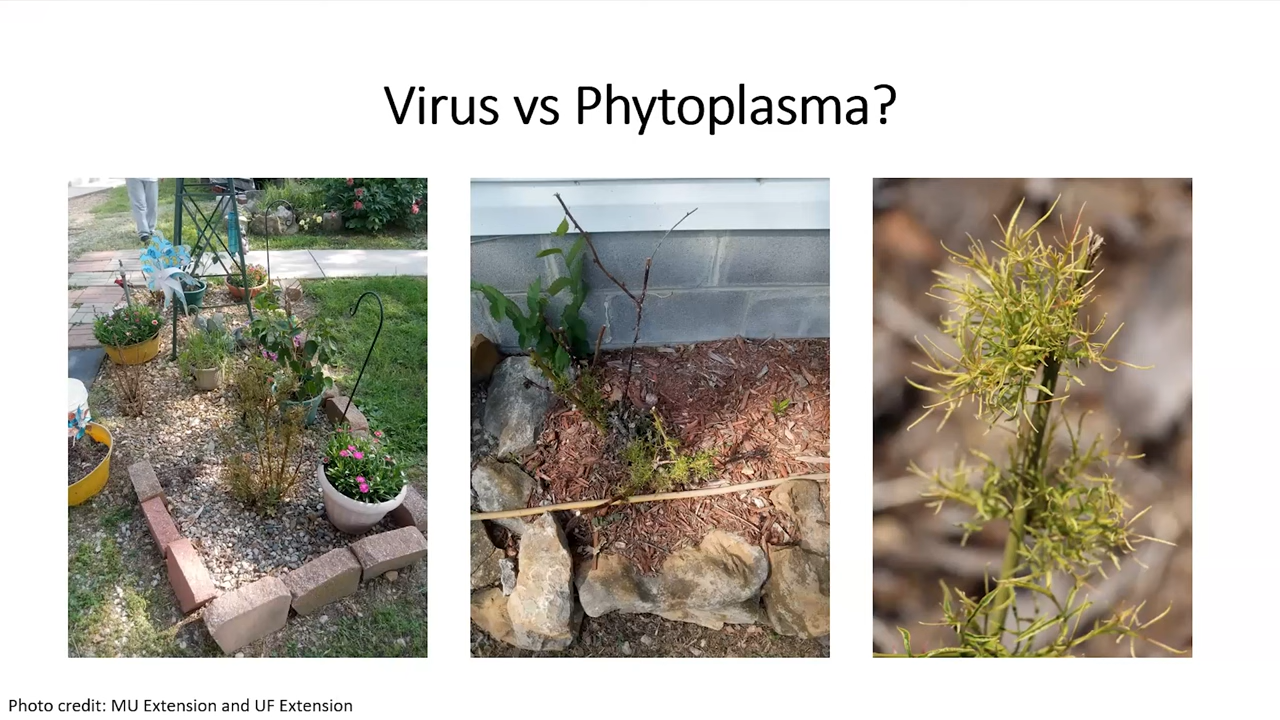 Virus vs Phytoplasma?
Photo credit: MU Extension and UF Extension